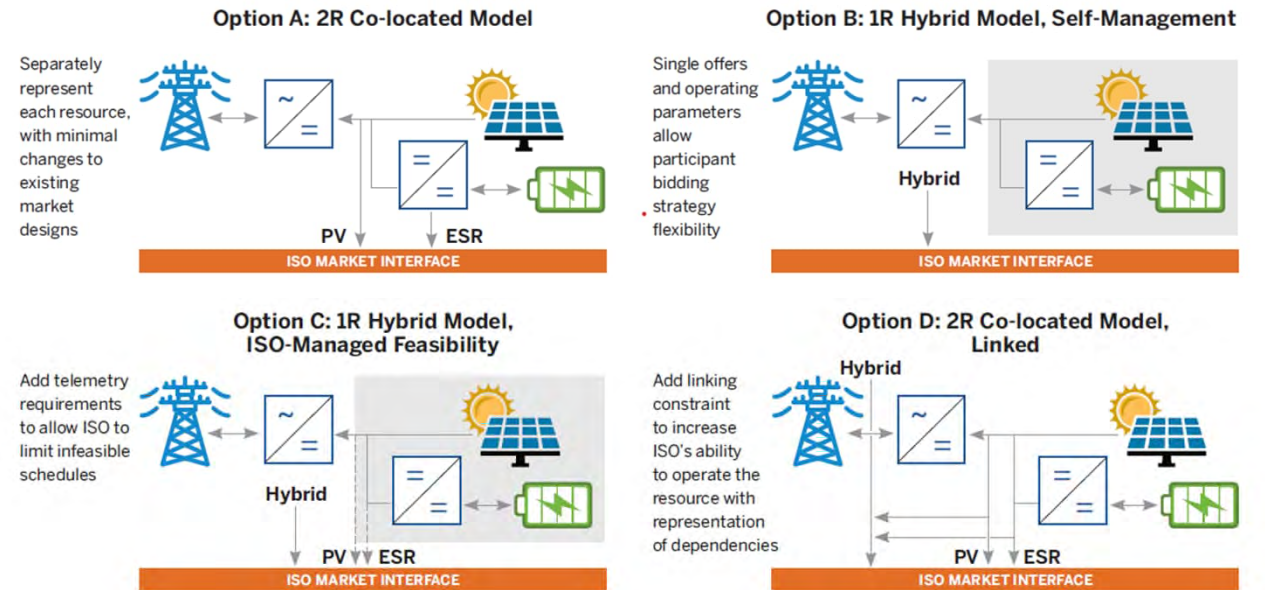 Option A: 2R Co-located Model
Separately
represent
each resource,
with minimal
changes to
existing
market
designs
~
=
=
=
PV
ESR
ISO MARKET INTERFACE
Option B: 1R Hybrid Model, Self-Management
Single offers
and operating
parameters
allow
participant
bidding
strategy
flexibility
~
=
=
=
Hybrid
ISO MARKET INTERFACE
Option C: 1R Hybrid Model,
ISO-Managed Feasibility
Add telemetry
requirements
to allow ISO to
limit infeasible
schedules
~
=
=
=
Hybrid
PV
ESR
ISO MARKET INTERFACE
Option D: 2R Co-located Model,
Linked
Hybrid
Add linking
constraint
to increase
ISO's ability
to operate the
resource with
representation
of dependencies
~
=
=
=
PV
ESR
ISO MARKET INTERFACE